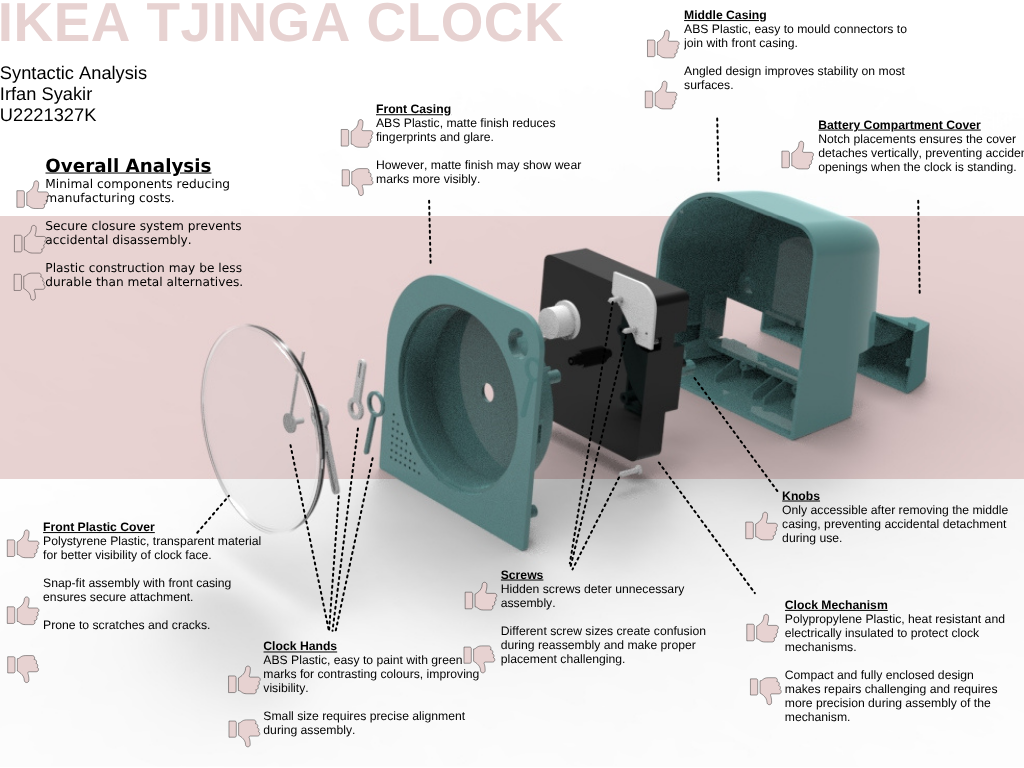 IKEA TJINGA CLOCK
Syntactic Analysis
Irfan Syakir
U2221327K
Overall Analysis
Minimal components reducing
manufacturing costs.
Secure closure system prevents
accidental disassembly.
Plastic construction may be less
durable than metal alternatives.
Front Casing
ABS Plastic, matte finish reduces
fingerprints and glare.
However, matte finish may show wear
marks more visibly.
Middle Casing
ABS Plastic, easy to mould connectors to
join with front casing.
Angled design improves stability on most
surfaces.
Battery Compartment Cover
Notch placements ensures the cover
detaches vertically, preventing
openings when the clock is standing.
Front Plastic Cover
Polystyrene Plastic, transparent material
for better visibility of clock face.
Snap-fit assembly with front casing
ensures secure attachment.
Prone to scratches and cracks.
Clock Hands
ABS Plastic, easy to paint with green
marks for contrasting colours, improving
visibility.
Small size requires precise alignment
during assembly.
Screws
Hidden screws deter unnecessary
assembly.
Different screw sizes create confusion
during reassembly and make proper
placement challenging.
Knobs
Only accessible after removing the middle
casing, preventing accidental detachment
during use.
Clock Mechanism
Polypropylene Plastic, heat resistant and
electrically insulated to protect clock
mechanisms.
Compact and fully enclosed design
makes repairs challenging and requires
more precision during assembly of the
mechanism.